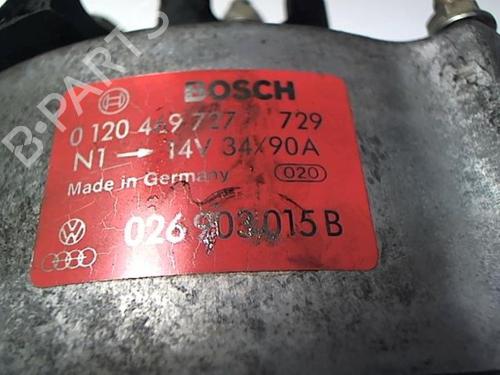 B-PARTS
BOSCH
0 120 469 727 729
N1 → 14V 34/90A
Made in Germany 020
026 903 015 B